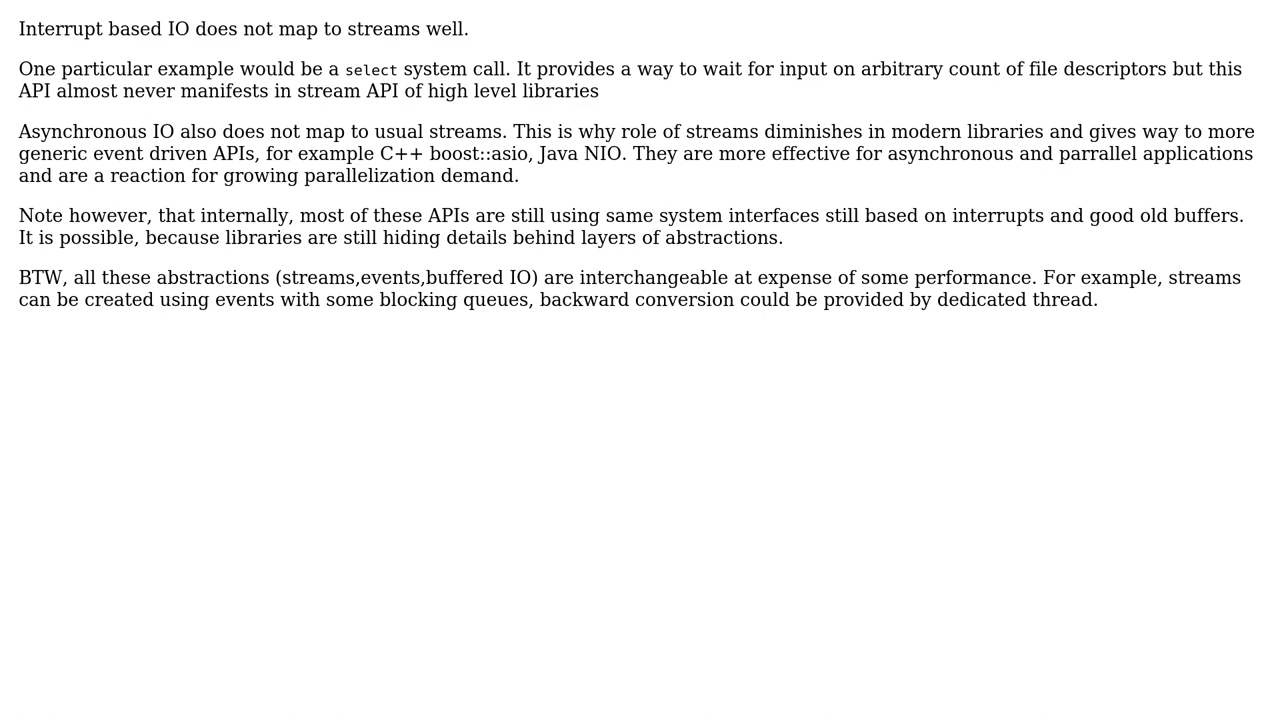 Interrupt based IO does not map to streams well.
One particular example would be a select system call. It provides a way to wait for input on arbitrary count of file descriptors but this
API almost never manifests in stream API of high level libraries
Asynchronous IO also does not map to usual streams. This is why role of streams diminishes in modern libraries and gives way to more
generic event driven APIs, for example C++ boost::asio, Java NIO. They are more effective for asynchronous and parrallel applications
and are a reaction for growing parallelization demand.
Note however, that internally, most of these APIs are still using same system interfaces still based on interrupts and good old buffers.
It is possible, because libraries are still hiding details behind layers of abstractions.
BTW, all these abstractions (streams,events,buffered IO) are interchangeable at expense of some performance. For example, streams
can be created using events with some blocking queues, backward conversion could be provided by dedicated thread.